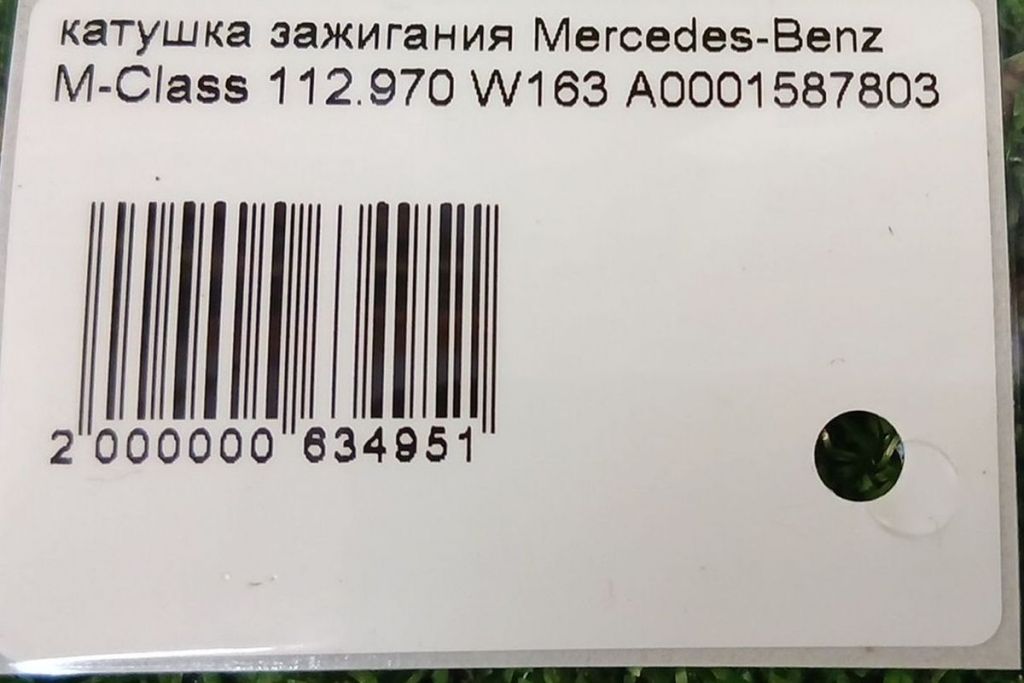 катушка зажигания Mercedes-Benz
M-Class 112.970 W163 A0001587803
2 000000 634951